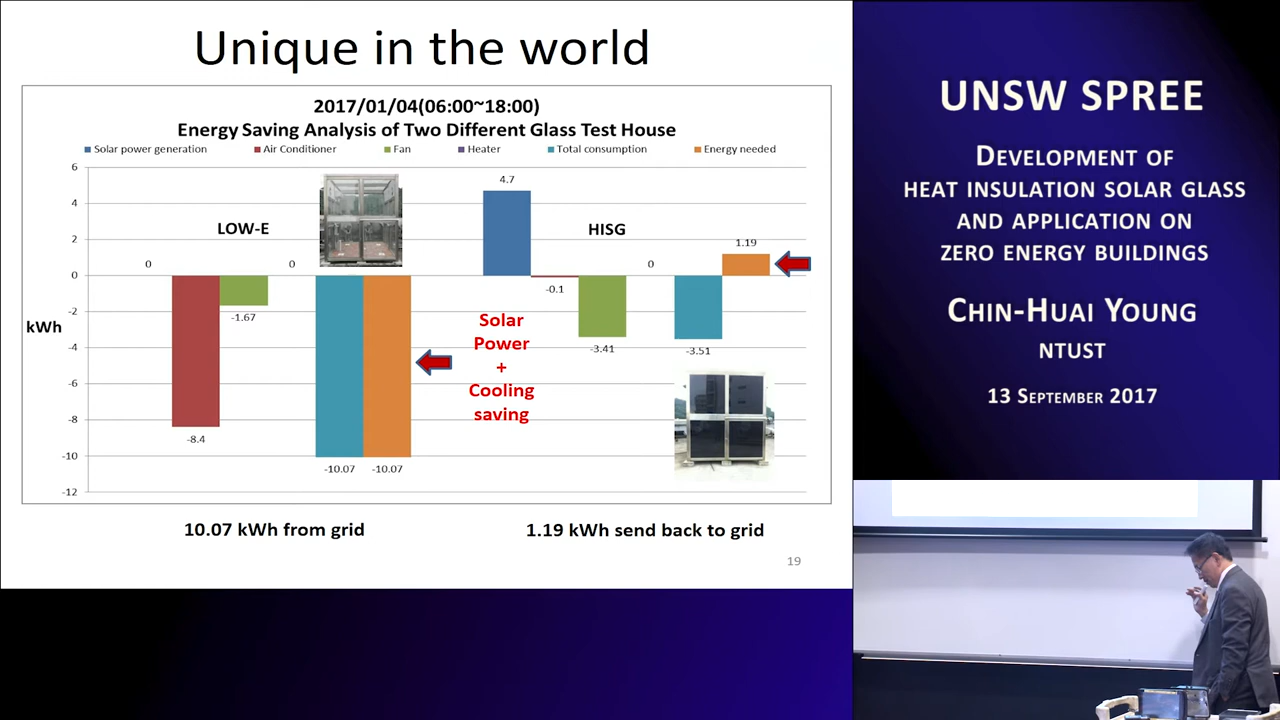 Unique in the world
2017/01/04(06:00~18:00)
Energy Saving Analysis of Two Different Glass Test House
Solar power generation Air Conditioner Fan Heater Total consumption Energy needed
6
4
2
0
-2
-4
-6
-8
-10
-12
kWh
LOW-E
0
-8.4
-1.67
0
-10.07
-10.07
HISG
4.7
-0.1
-3.41
0
-3.51
1.19
Solar
Power
+
Cooling
saving
10.07 kWh from grid
1.19 kWh send back to grid
19
UNSW SPREE
DEVELOPMENT OF
HEAT INSULATION SOLAR GLASS
AND APPLICATION ON
ZERO ENERGY BUILDINGS
CHIN-HUAI YOUNG
NTUST
13 SEPTEMBER 2017